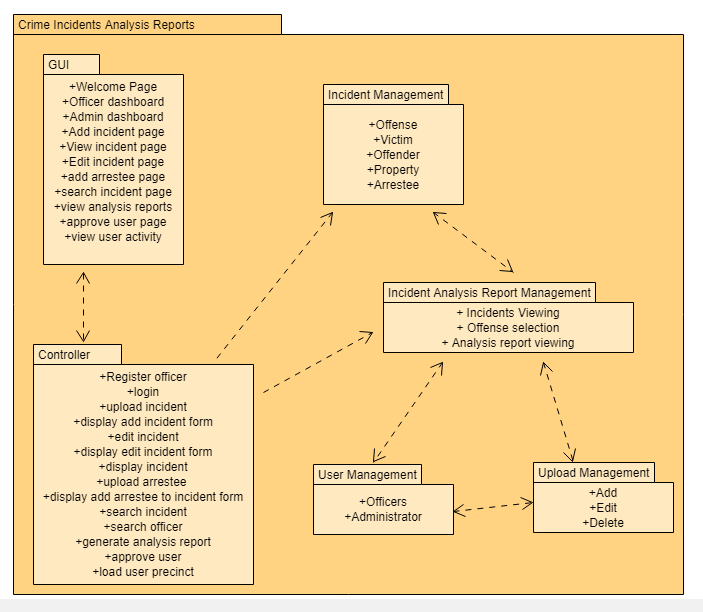 Crime Incidents Analysis Reports
GUI
+Welcome Page
+Officer dashboard
+Admin dashboard
+Add incident page
+View incident page
+Edit incident page
+add arrestee page
+search incident page
+view analysis reports
+approve user page
+view user activity
Incident Management
+Offense
+Victim
+Offender
+Property
+Arrestee
Incident Analysis Report Management
+ Incidents Viewing
+ Offense selection
+ Analysis report viewing
Controller
+Register officer
+login
+upload incident
+display add incident form
+edit incident
+display edit incident form
+display incident
+upload arrestee
+display add arrestee to incident form
+search incident
+search officer
+generate analysis report
+approve user
+load user precinct
User Management
+Officers
+Administrator
Upload Management
+Add
+Edit
+Delete